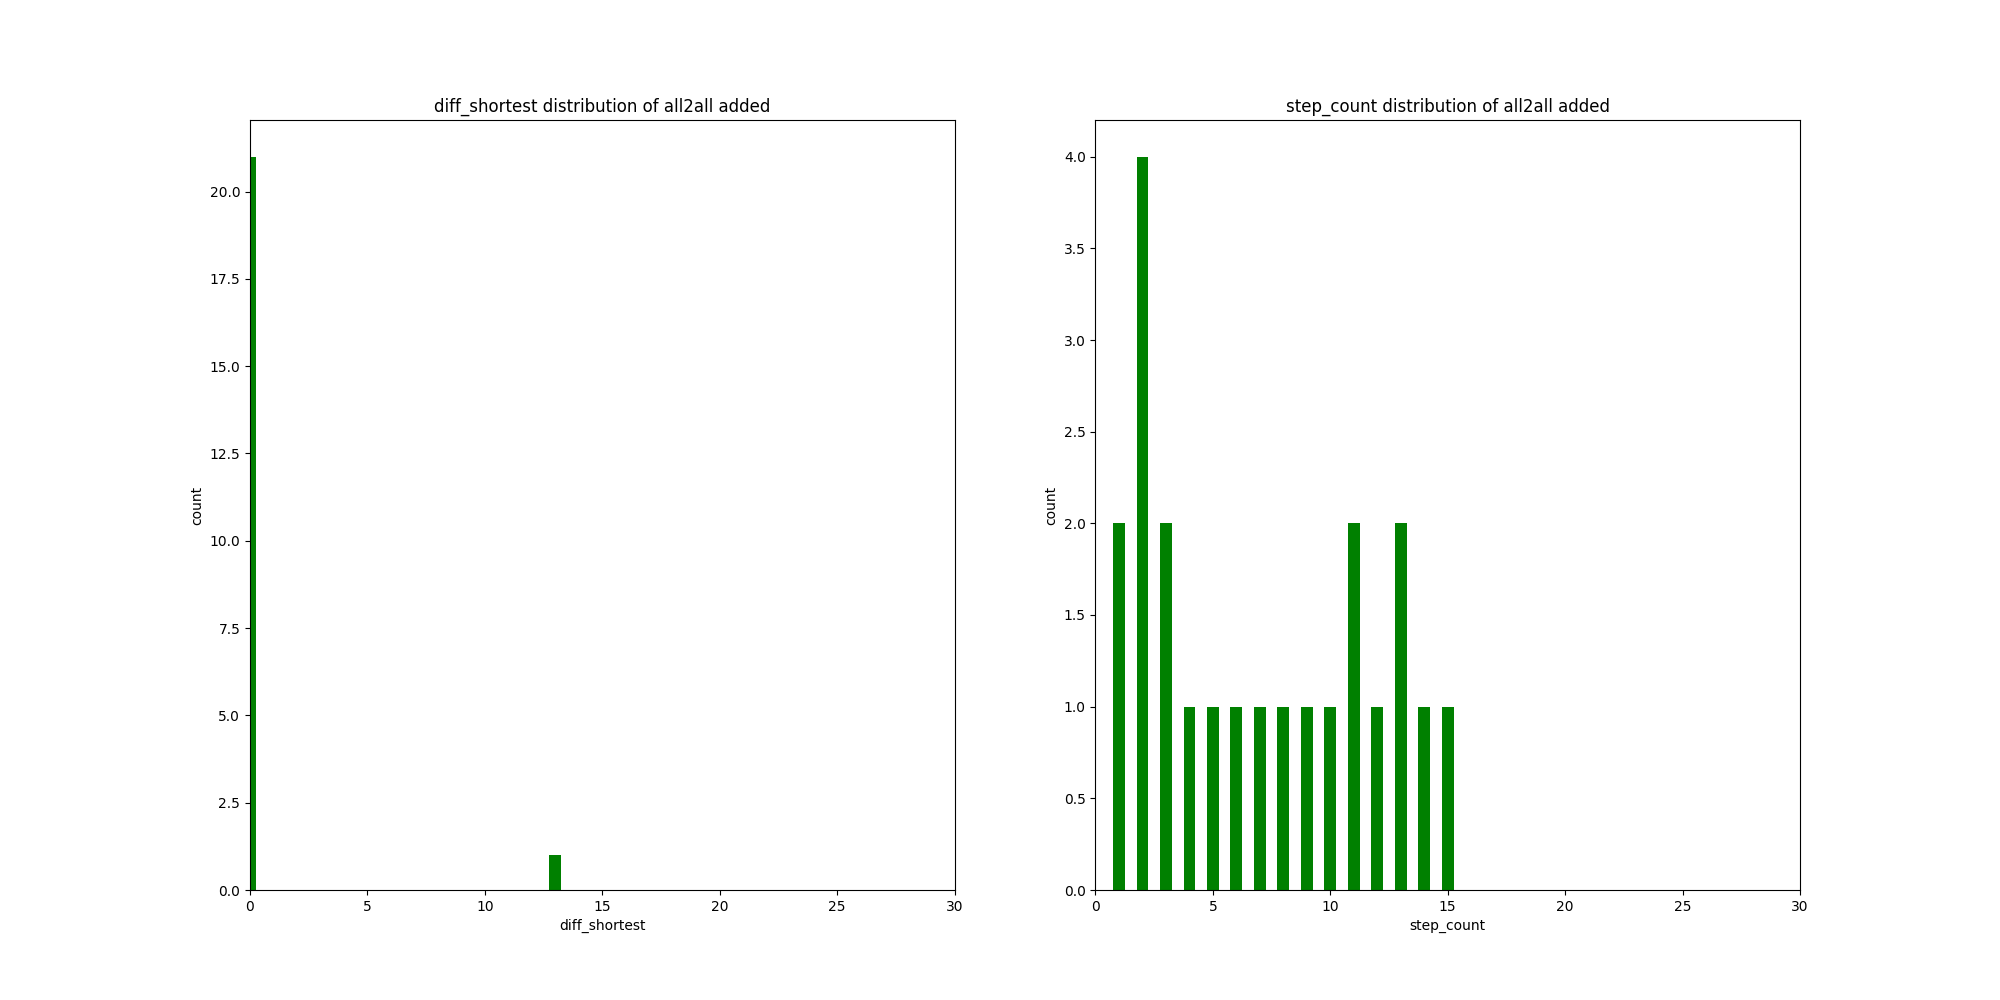 diff_shortest distribution of all2all added
20.0
17.5
15.0
12.5
10.0
7.5
5.0
2.5
0.0
count
0 5 10 15 20 25 30
diff_shortest
step_count distribution of all2all added
4.0
3.5
3.0
2.5
2.0
1.5
1.0
0.5
0.0
count
0 5 10 15 20 25 30
step_count